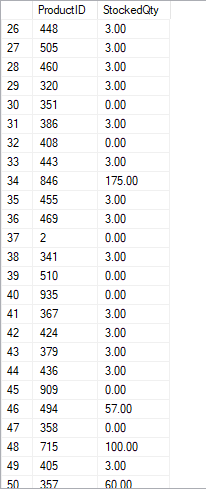 ProductID StockedQty
26 448 3.00
27 505 3.00
28 460 3.00
29 320 3.00
30 351 0.00
31 386 3.00
32 408 0.00
33 443 3.00
34 846 175.00
35 455 3.00
36 469 3.00
37 2 0.00
38 341 3.00
39 510 0.00
40 935 0.00
41 367 3.00
42 424 3.00
43 379 3.00
44 436 3.00
45 909 0.00
46 494 57.00
47 358 0.00
48 715 100.00
49 405 3.00
50 357 60.00